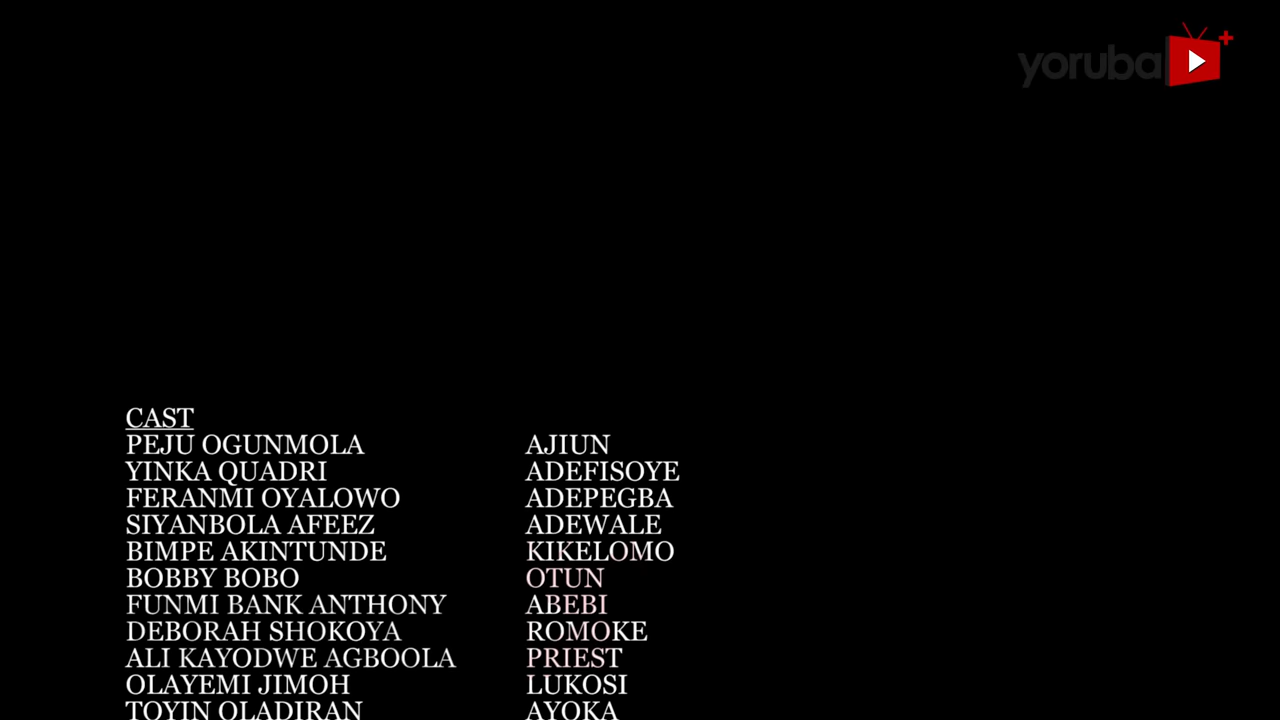 yoruba
CAST
PEJU OGUNMOLA AJIUN
YINKA QUADRI ADEFISOYE
FERANMI OYALOWO ADEPEGBA
SIYANBOLA AFEEZ ADEWALE
BIMPE AKINTUNDE KIKELOMO
BOBBY BOBO OTUN
FUNMI BANK ANTHONY ABEBI
DEBORAH SHOKOYA ROMOKE
ALI KAYODWE AGBOOLA PRIEST
OLAYEMI JIMOH LUKOSI
TOYIN OLADIRAN AYOKA